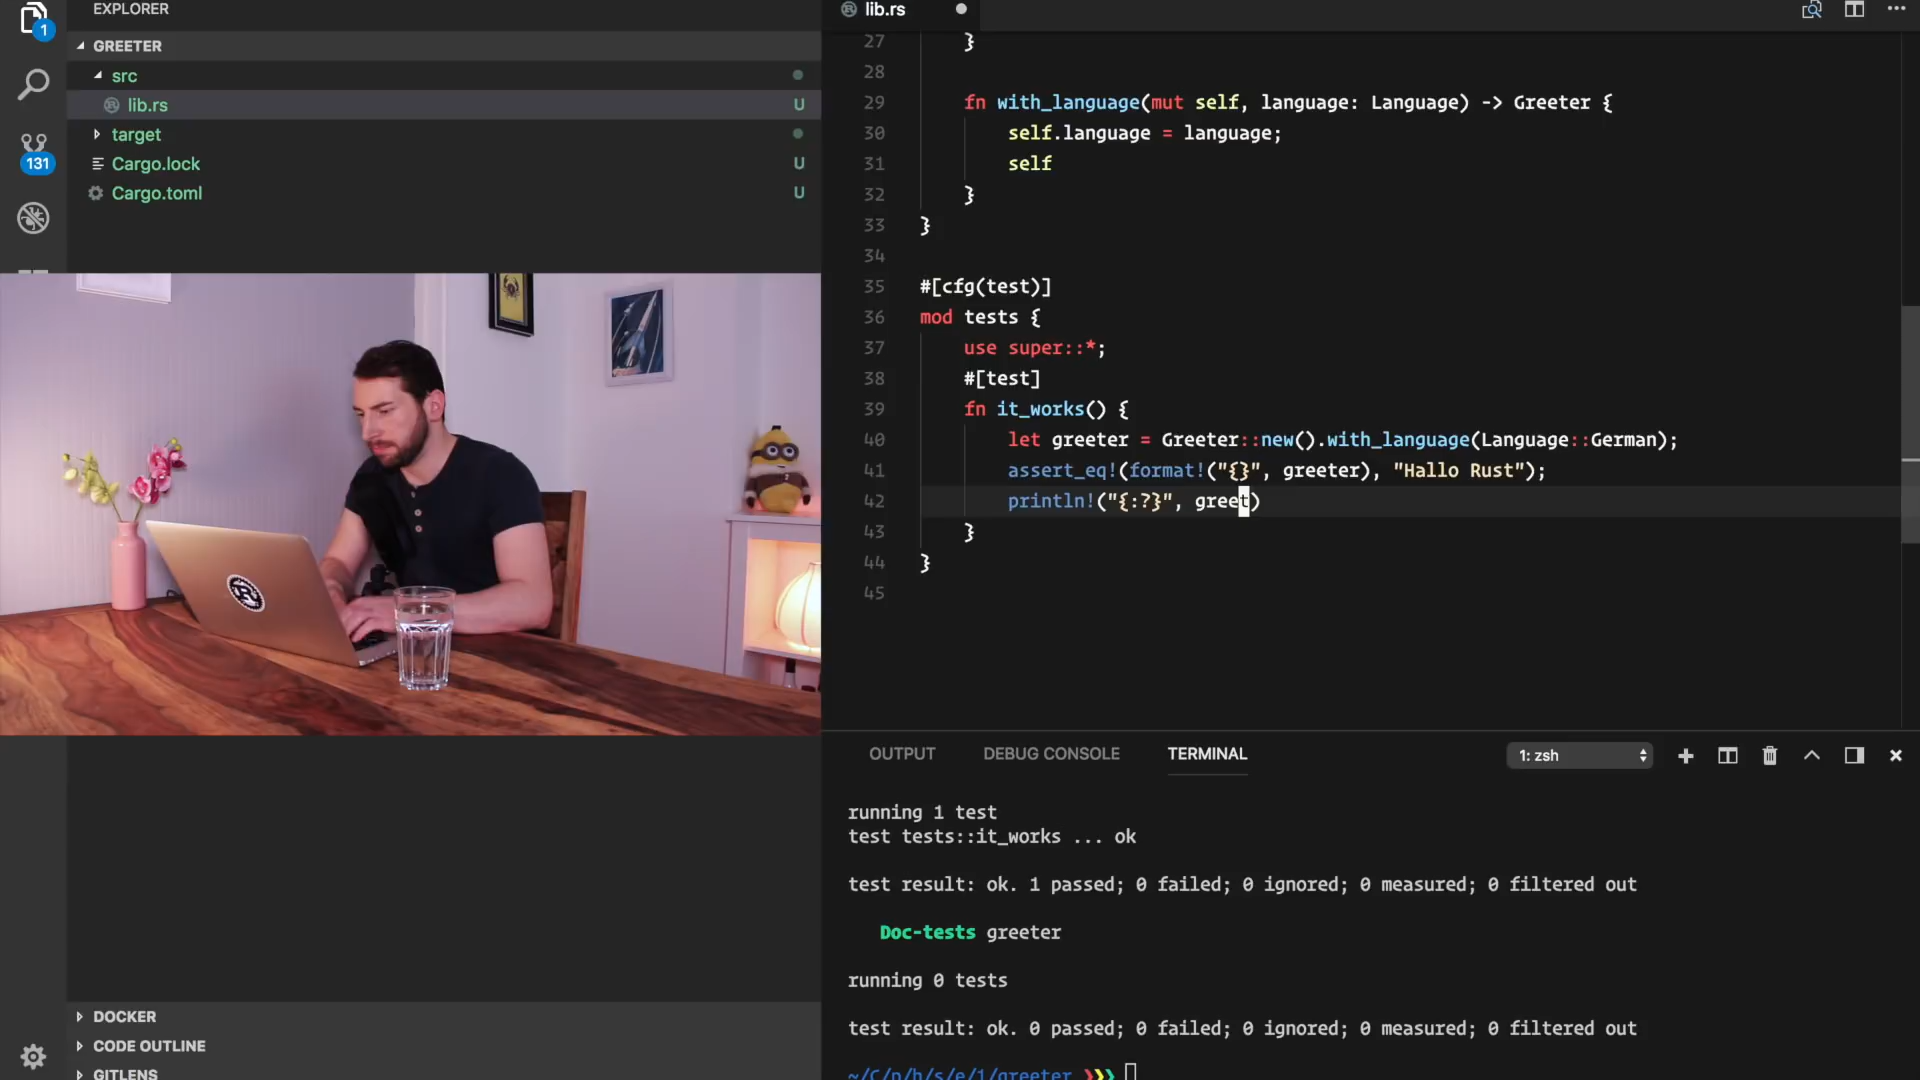 EXPLORER
GREETER
src
lib.rs U
target
Cargo.lock U
Cargo.toml U
1
131
DOCKER
CODE OUTLINE
GITLENS
lib.rs
27 }
28
29 fn with_language(mut self, language: Language) -> Greeter {
30 self.language = language;
31 self
32 }
33 }
34
35 #[cfg(test)]
36 mod tests {
37 use super::*;
38 #[test]
39 fn it_works() {
40 let greeter = Greeter::new().with_language(Language::German);
41 assert_eq!(format!("{}", greeter), "Hallo Rust");
42 println!("{:?}", greet)
43 }
44 }
45
OUTPUT DEBUG CONSOLE TERMINAL 1: zsh
running 1 test
test tests::it_works ... ok
test result: ok. 1 passed; 0 failed; 0 ignored; 0 measured; 0 filtered out
Doc-tests greeter
running 0 tests
test result: ok. 0 passed; 0 failed; 0 ignored; 0 measured; 0 filtered out
~/C/p/h/s/e/1/greeter ❯❯❯